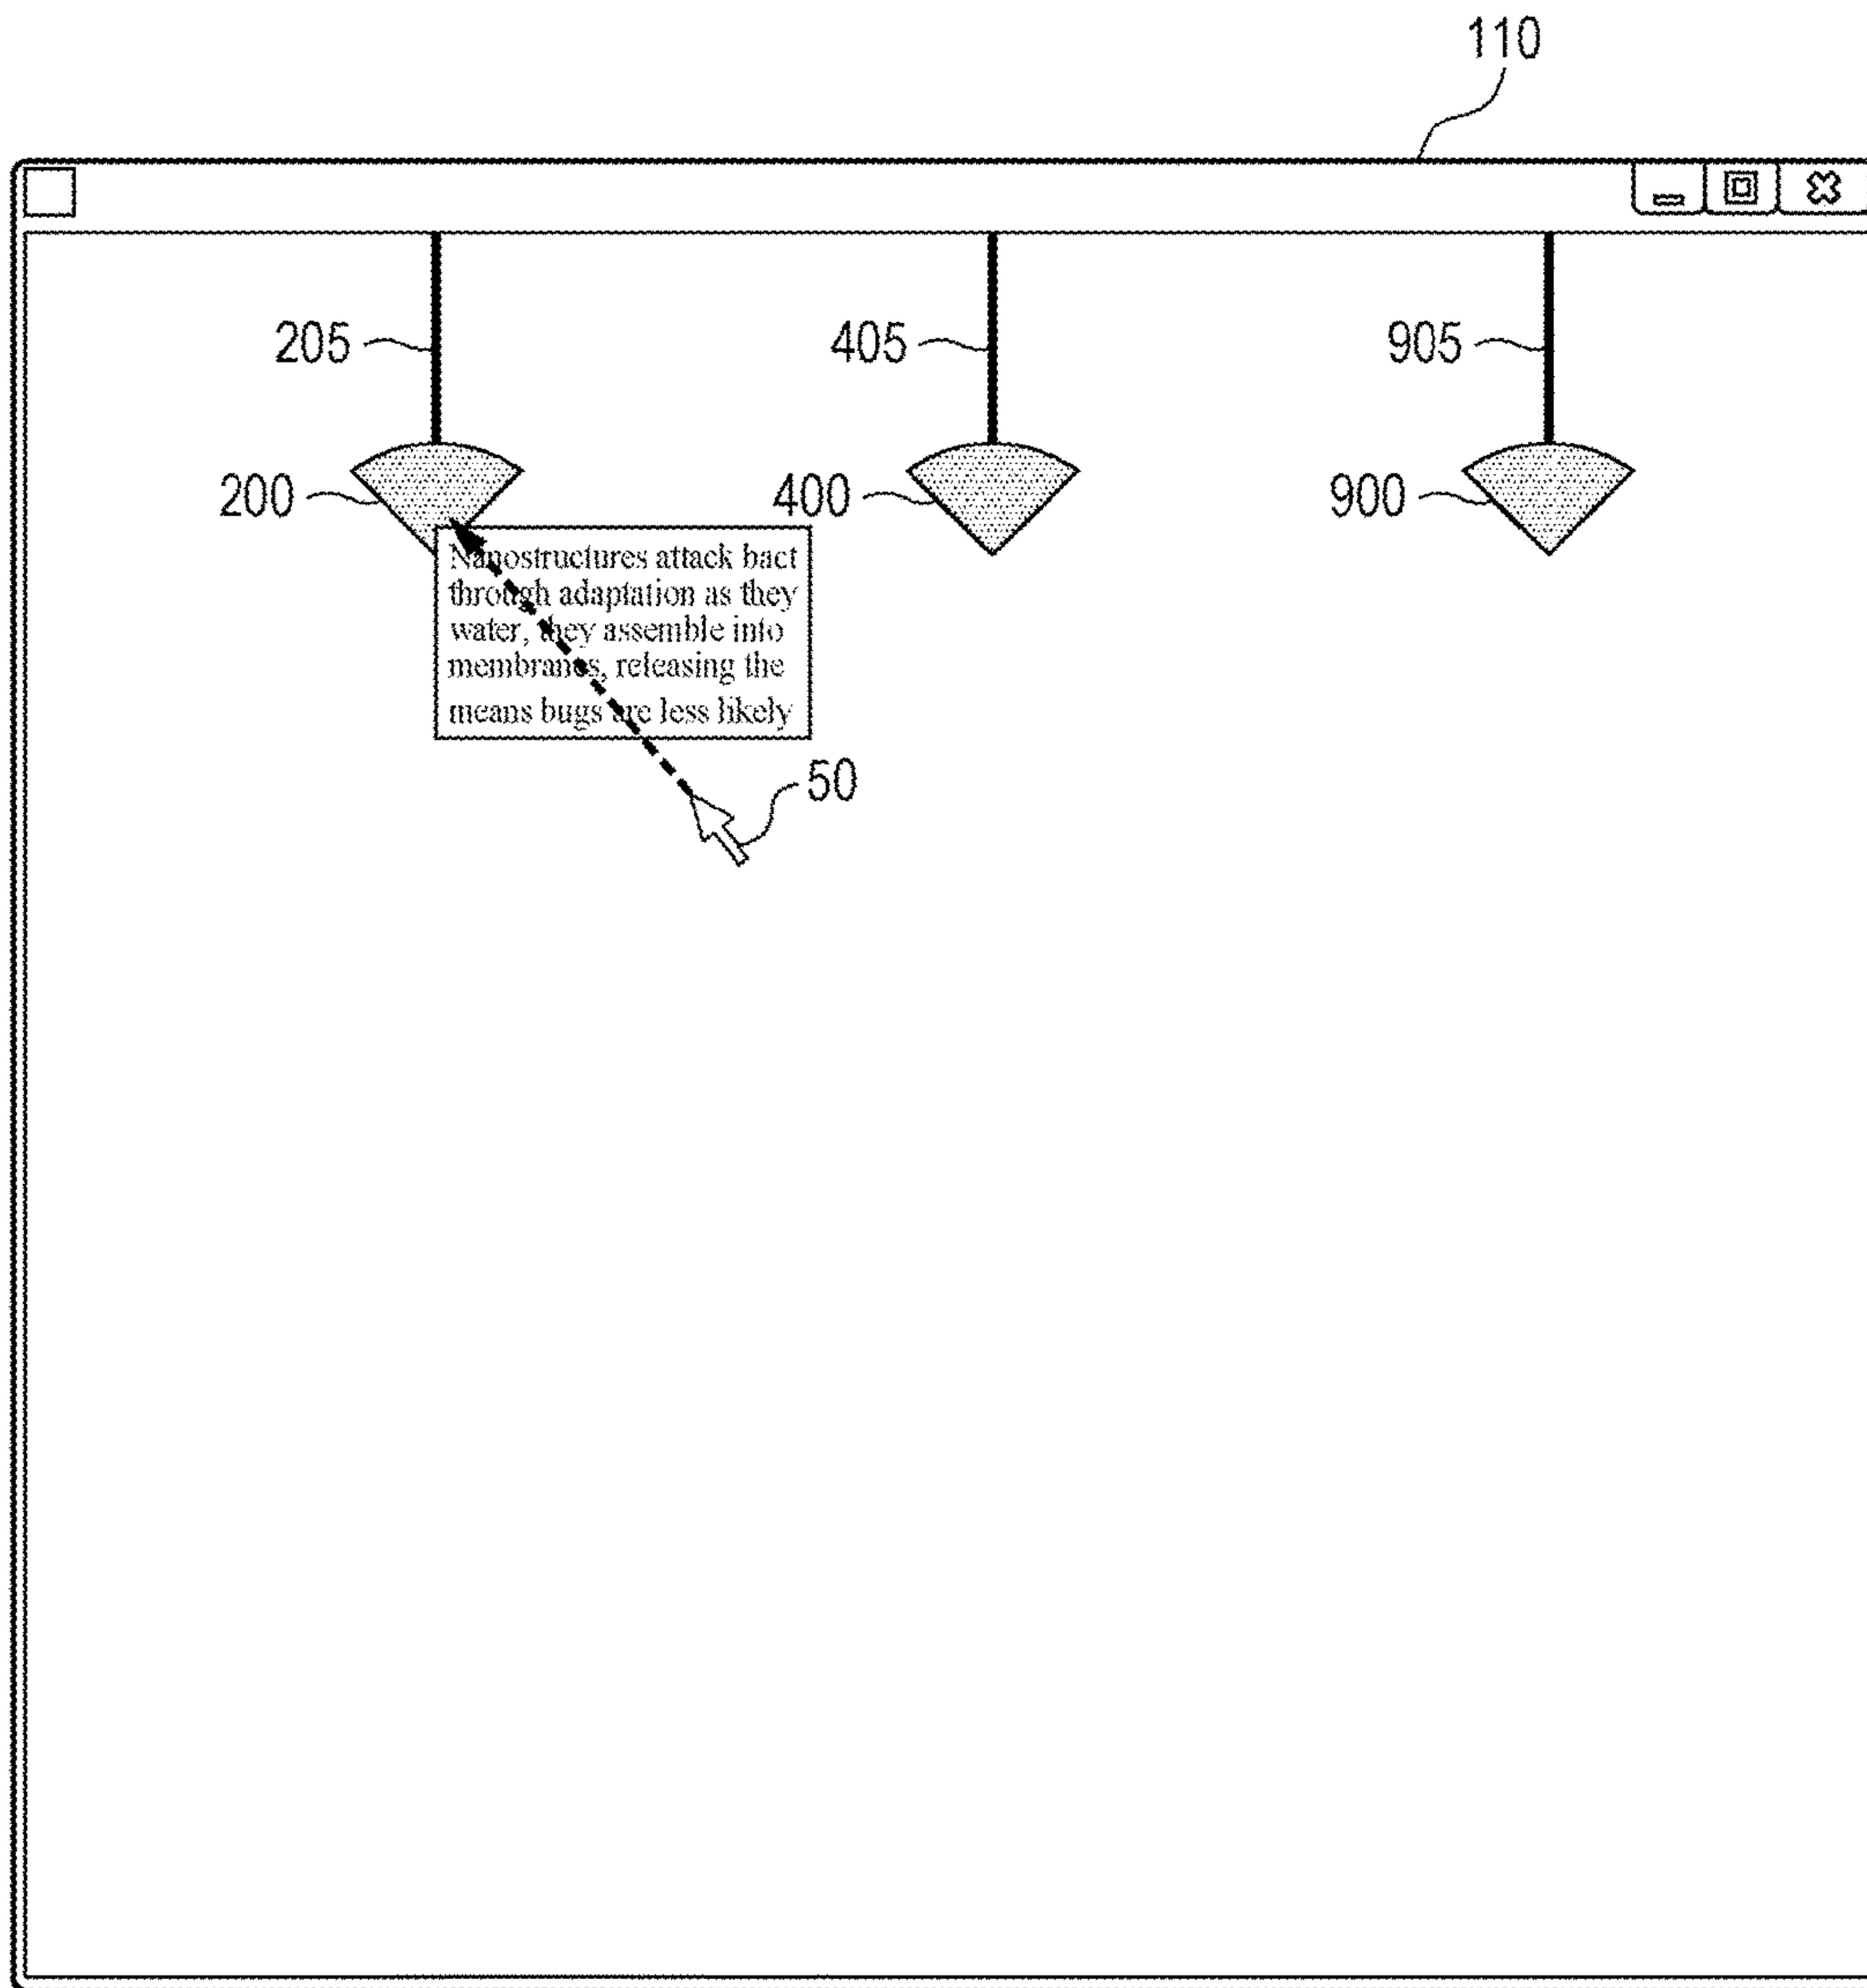 110
205
405
905
200
400
900
Nanostructures attack bact
through adaptation as they
water, they assemble into
membranes, releasing the
means bugs are less likely
50